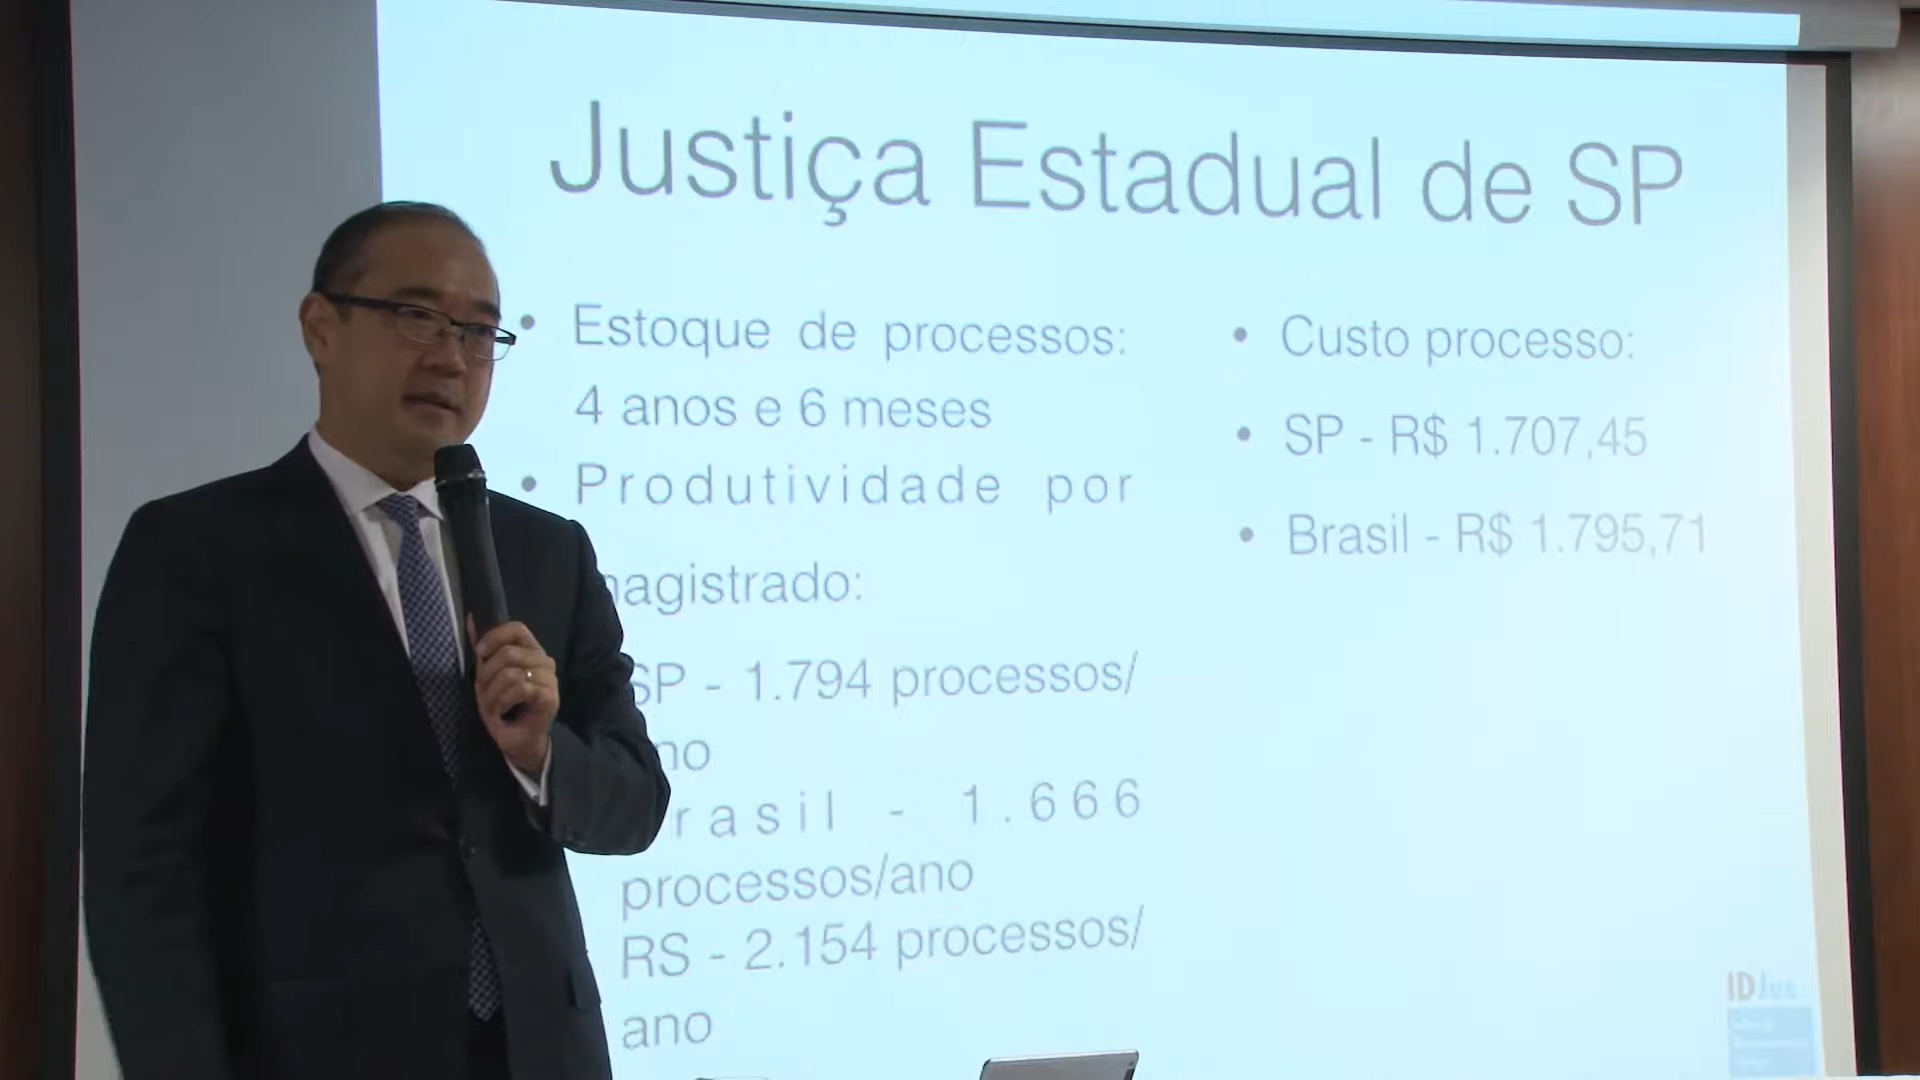 Justiça Estadual de SP
• Estoque de processos:
4 anos e 6 meses
• Produtividade por
agistrado:
SP - 1.794 processos/
no
rasil - 1.666
processos/ano
RS - 2.154 processos/
ano
• Custo processo:
• SP - R$ 1.707,45
• Brasil - R$ 1.795,71
IDJus